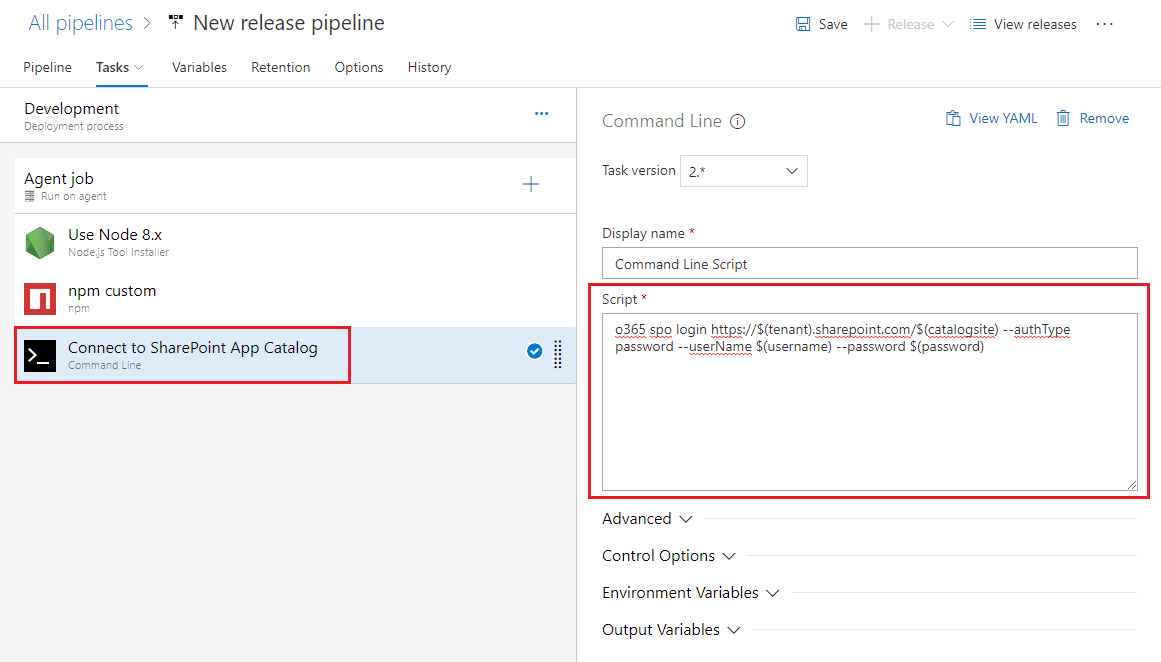 All pipelines > New release pipeline
Save
Release
View releases
...
Pipeline
Tasks
Variables
Retention
Options
History
Development
Deployment process
...
Agent job
Run on agent
Use Node 8.x
Node.js Tool Installer
npm custom
npm
Connect to SharePoint App Catalog
Command Line
Command Line
View YAML
Remove
Task version
2.*
Display name *
Command Line Script
Script *
o365 spo login https://$(tenant).sharepoint.com/$(catalogsite) --authType
password --userName $(username) --password $(password)
Advanced
Control Options
Environment Variables
Output Variables